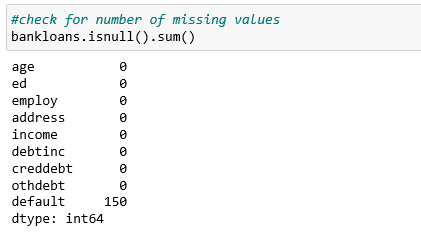 #check for number of missing values
bankloans.isnull().sum()
age 0
ed 0
employ 0
address 0
income 0
debtinc 0
creddebt 0
othdebt 0
default 150
dtype: int64